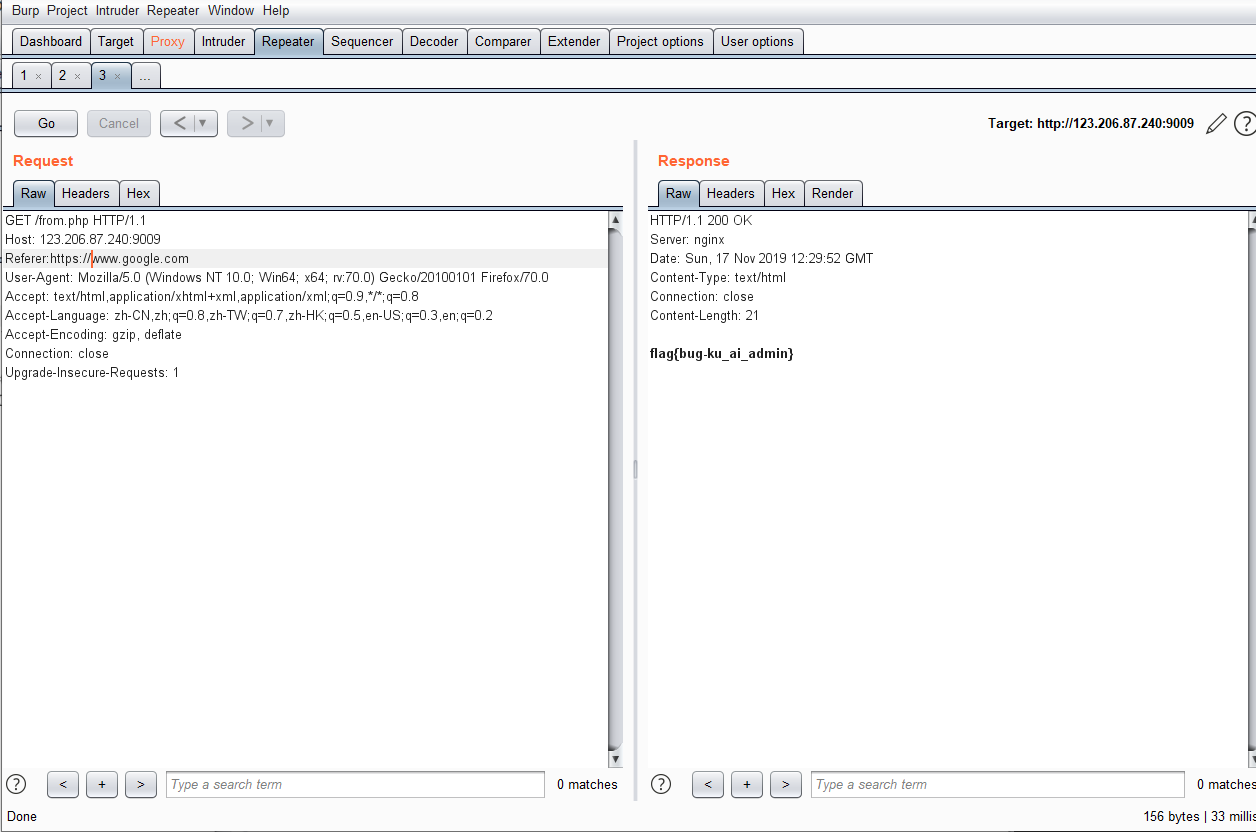 Burp Project Intruder Repeater Window Help
Dashboard Target Proxy Intruder Repeater Sequencer Decoder Comparer Extender Project options User options
1 × 2 × 3 × ...
Go Cancel < ▼ > ▼ Target: http://123.206.87.240:9009 ?
Request
Raw Headers Hex
GET /from.php HTTP/1.1
Host: 123.206.87.240:9009
Referer:https://www.google.com
User-Agent: Mozilla/5.0 (Windows NT 10.0; Win64; x64; rv:70.0) Gecko/20100101 Firefox/70.0
Accept: text/html,application/xhtml+xml,application/xml;q=0.9,*/*;q=0.8
Accept-Language: zh-CN,zh;q=0.8,zh-TW;q=0.7,zh-HK;q=0.5,en-US;q=0.3,en;q=0.2
Accept-Encoding: gzip, deflate
Connection: close
Upgrade-Insecure-Requests: 1
? < + > Type a search term 0 matches
Response
Raw Headers Hex Render
HTTP/1.1 200 OK
Server: nginx
Date: Sun, 17 Nov 2019 12:29:52 GMT
Content-Type: text/html
Connection: close
Content-Length: 21
flag{bug-ku_ai_admin}
? < + > Type a search term 0 matches
Done 156 bytes | 33 millis